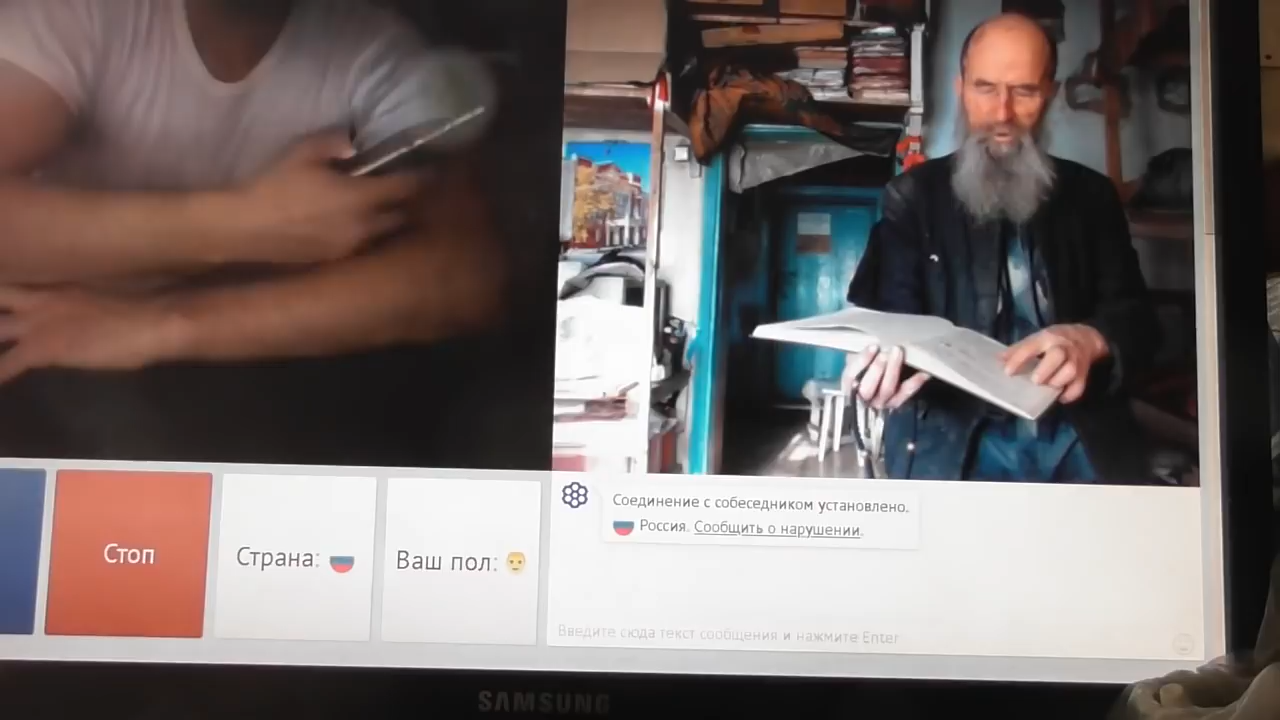 Соединение с собеседником установлено.
Россия. Сообщить о нарушении.
Стоп
Страна:
Ваш пол:
Введите сюда текст сообщения и нажмите Enter
SAMSUNG